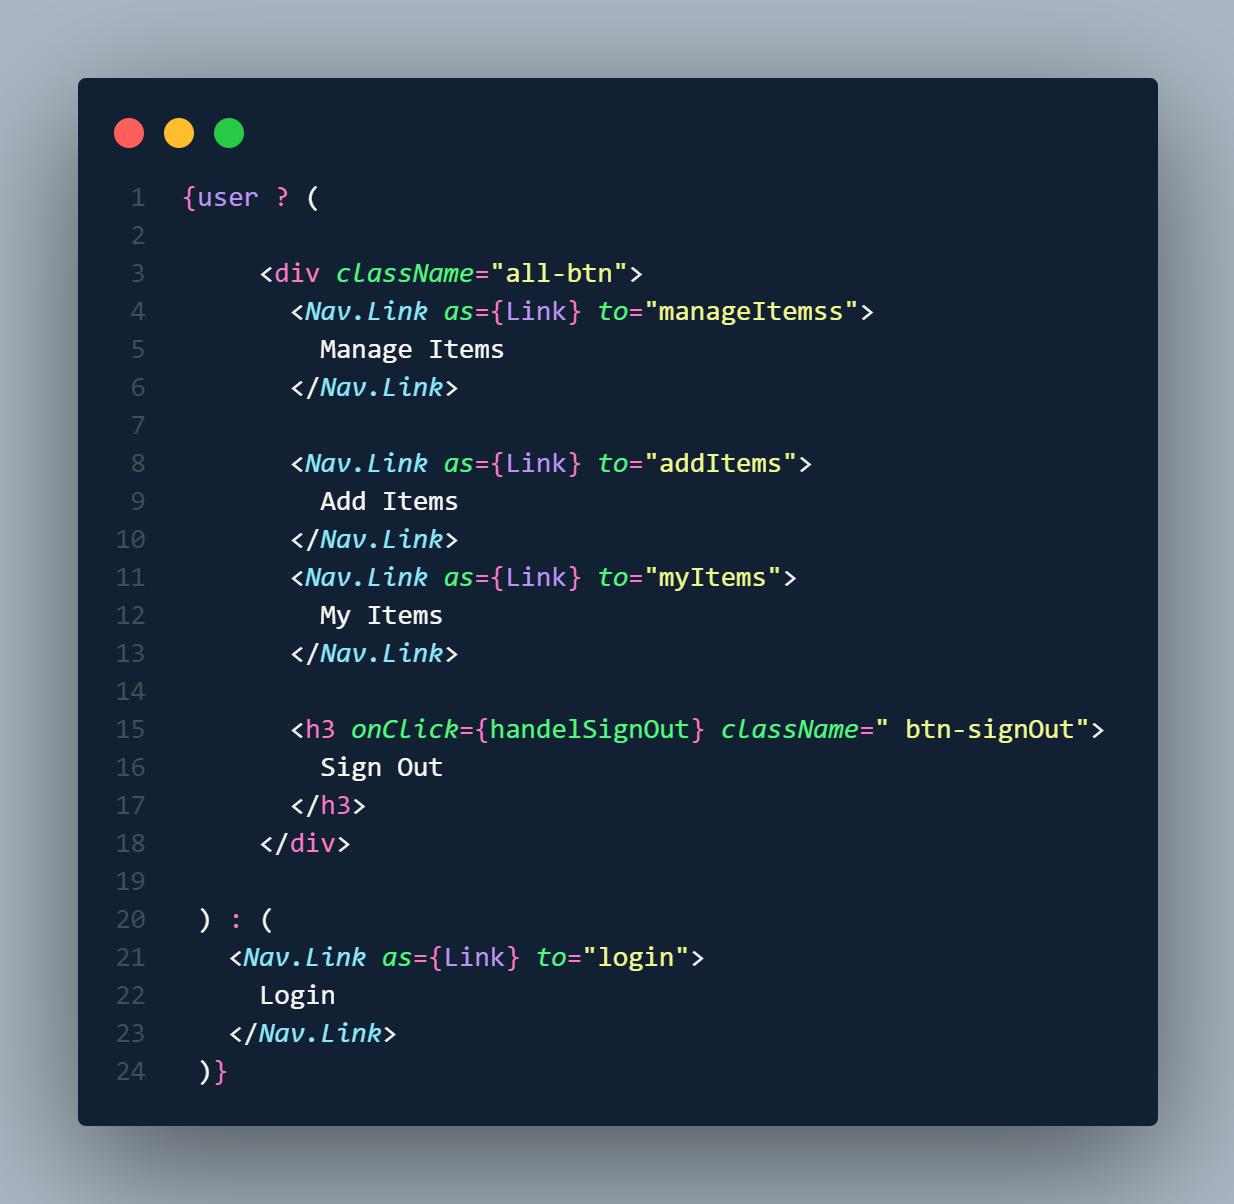 1 {user ? (
2
3 <div className="all-btn">
4 <Nav.Link as={Link} to="manageItemss">
5 Manage Items
6 </Nav.Link>
7
8 <Nav.Link as={Link} to="addItems">
9 Add Items
10 </Nav.Link>
11 <Nav.Link as={Link} to="myItems">
12 My Items
13 </Nav.Link>
14
15 <h3 onClick={handelSignOut} className=" btn-signOut">
16 Sign Out
17 </h3>
18 </div>
19
20 ) : (
21 <Nav.Link as={Link} to="login">
22 Login
23 </Nav.Link>
24 )}